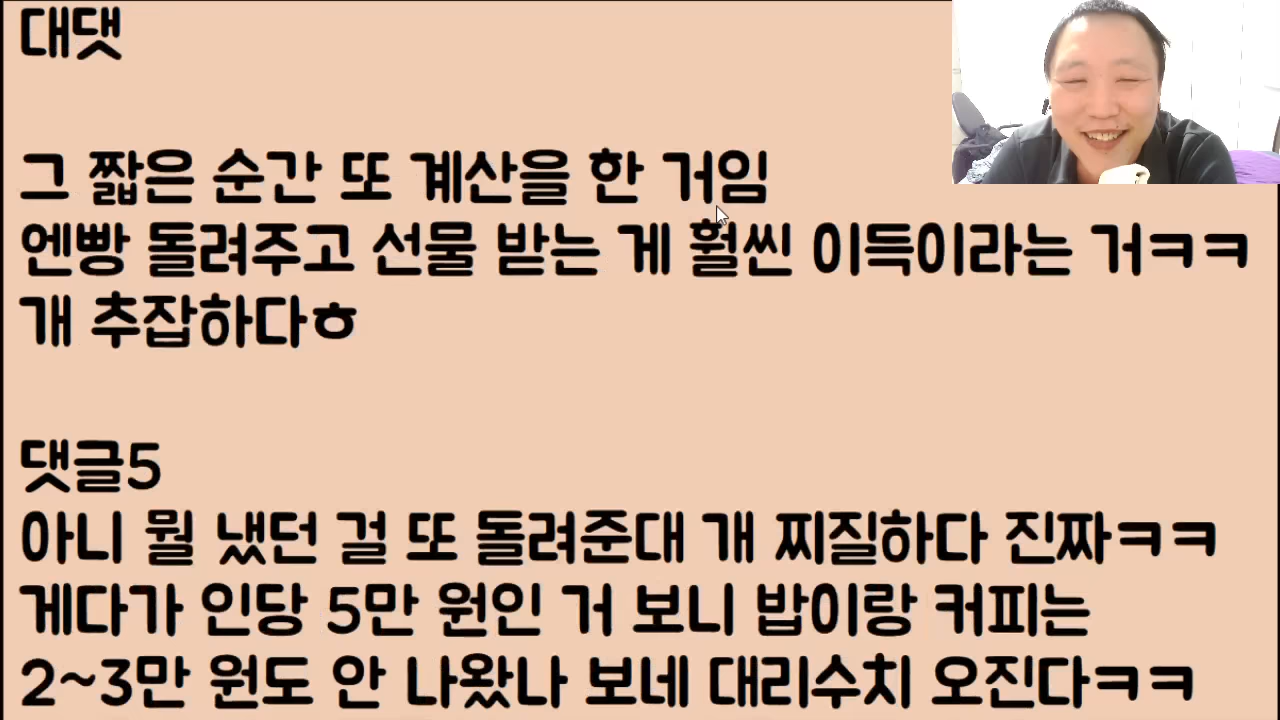 대댓
그 짧은 순간 또 계산을 한 거임
엔빵 돌려주고 선물 받는 게 훨씬 이득이라는 거ㅋㅋ
개 추잡하다ㅎ
댓글5
아니 뭘 냈던 걸 또 돌려준대 개 찌질하다 진짜ㅋㅋ
게다가 인당 5만 원인 거 보니 밥이랑 커피는
2~3만 원도 안 나왔나 보네 대리수치 오진다ㅋㅋ